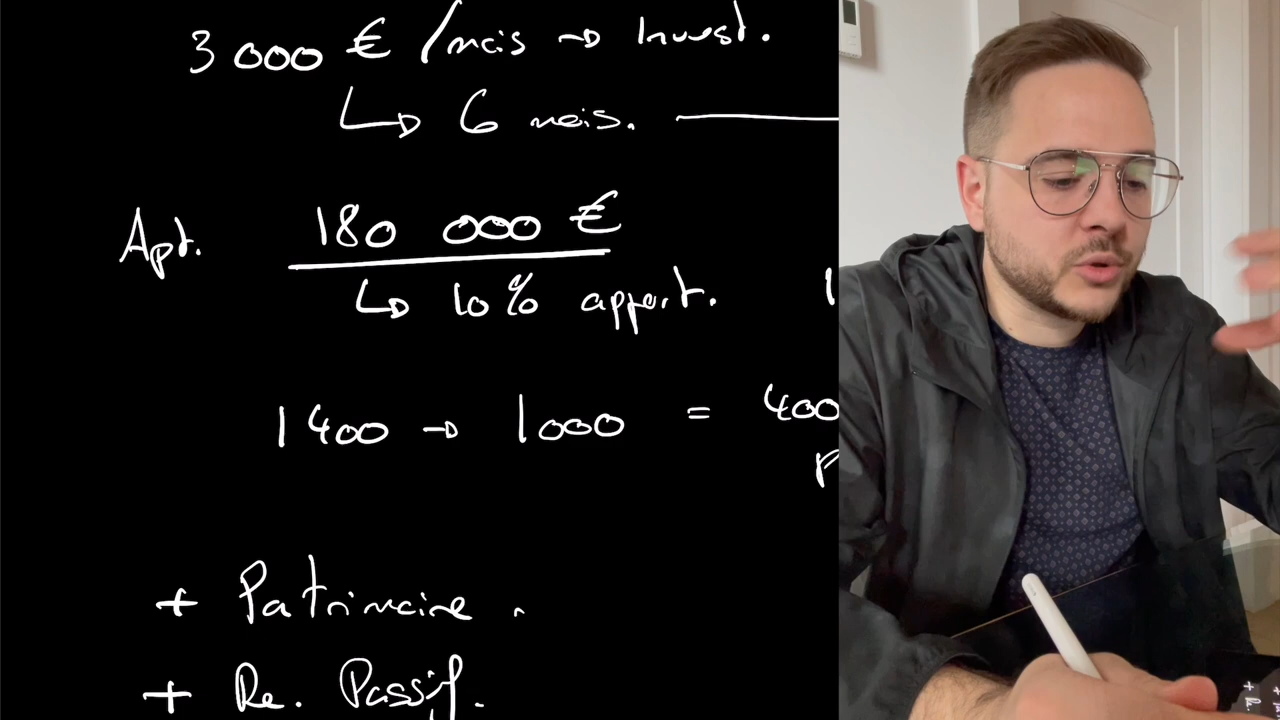 3 000 € /mois → Invest.
↳ 6 mois.
Apt. 180 000 €
↳ 10% apport.
1400 → 1000 = 400
+ Patrimoine.
+ Re. Passif.